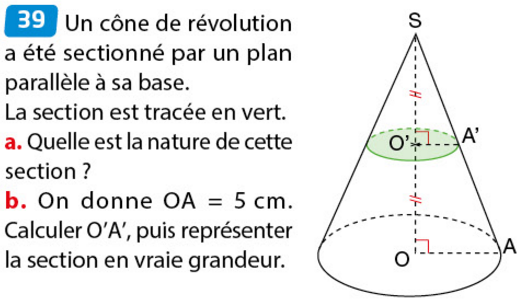 39 Un cône de révolution
a été sectionné par un plan
parallèle à sa base.
La section est tracée en vert.
a. Quelle est la nature de cette
section ?
b. On donne OA = 5 cm.
Calculer O’A’, puis représenter
la section en vraie grandeur.
S
O’ A’
O A